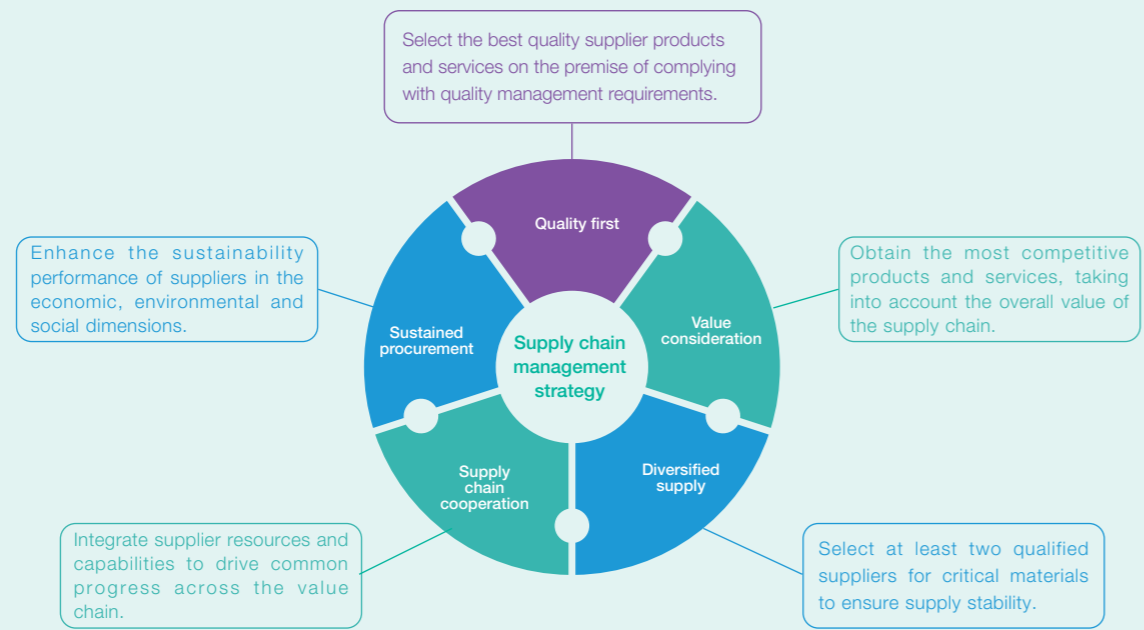 Select the best quality supplier products
and services on the premise of complying
with quality management requirements.
Quality first
Enhance the sustainability
performance of suppliers in the
economic, environmental and
social dimensions.
Obtain the most competitive
products and services, taking
into account the overall value of
the supply chain.
Sustained
procurement
Supply chain
management
strategy
Value
consideration
Supply
chain
cooperation
Diversified
supply
Integrate supplier resources and
capabilities to drive common
progress across the value
chain.
Select at least two qualified
suppliers for critical materials
to ensure supply stability.